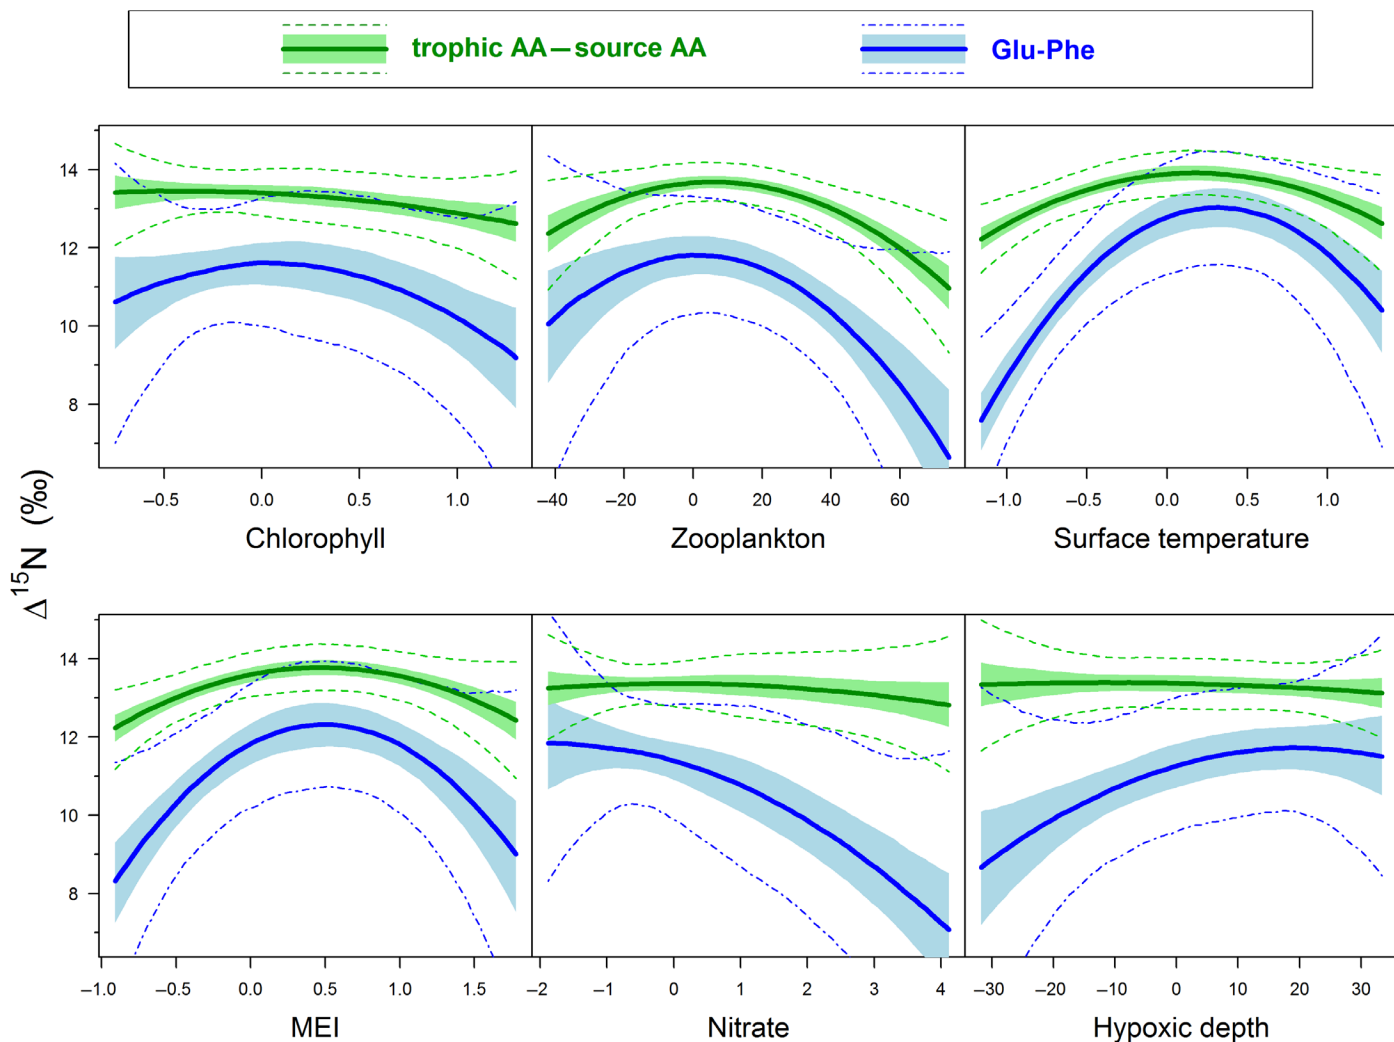 trophic AA—source AA
Glu-Phe
Δ¹⁵N (‰)
14
12
10
8
–0.5 0.0 0.5 1.0
Chlorophyll
–40 –20 0 20 40 60
Zooplankton
–1.0 –0.5 0.0 0.5 1.0
Surface temperature
14
12
10
8
–1.0 –0.5 0.0 0.5 1.0 1.5
MEI
–2 –1 0 1 2 3 4
Nitrate
–30 –20 –10 0 10 20 30
Hypoxic depth